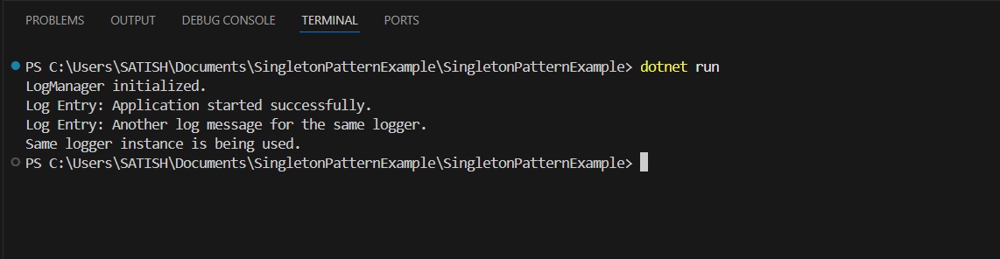 PROBLEMS OUTPUT DEBUG CONSOLE TERMINAL PORTS
PS C:\Users\SATISH\Documents\SingletonPatternExample\SingletonPatternExample> dotnet run
LogManager initialized.
Log Entry: Application started successfully.
Log Entry: Another log message for the same logger.
Same logger instance is being used.
PS C:\Users\SATISH\Documents\SingletonPatternExample\SingletonPatternExample>